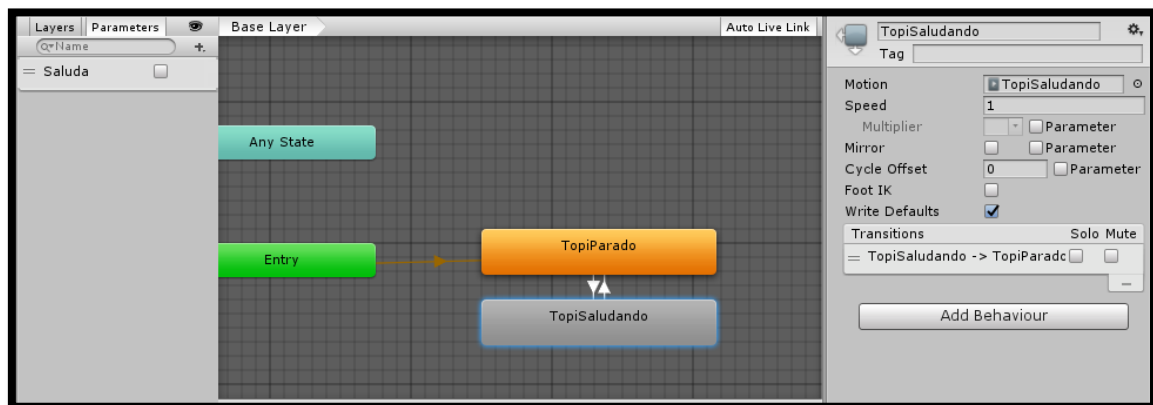 Layers Parameters
Name
Saluda
Base Layer
Auto Live Link
Any State
Entry
TopiParado
TopiSaludando
TopiSaludando
Tag
Motion TopiSaludando
Speed 1
Multiplier Parameter
Mirror Parameter
Cycle Offset 0 Parameter
Foot IK
Write Defaults
Transitions Solo Mute
TopiSaludando -> TopiParado
Add Behaviour